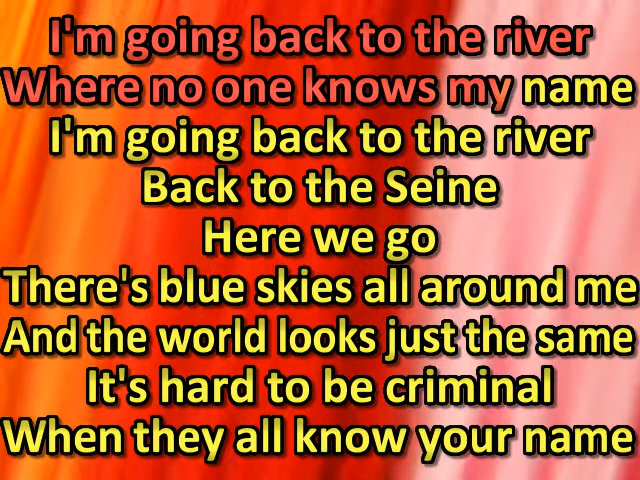 I'm going back to the river
Where no one knows my name
I'm going back to the river
Back to the Seine
Here we go
There's blue skies all around me
And the world looks just the same
It's hard to be criminal
When they all know your name